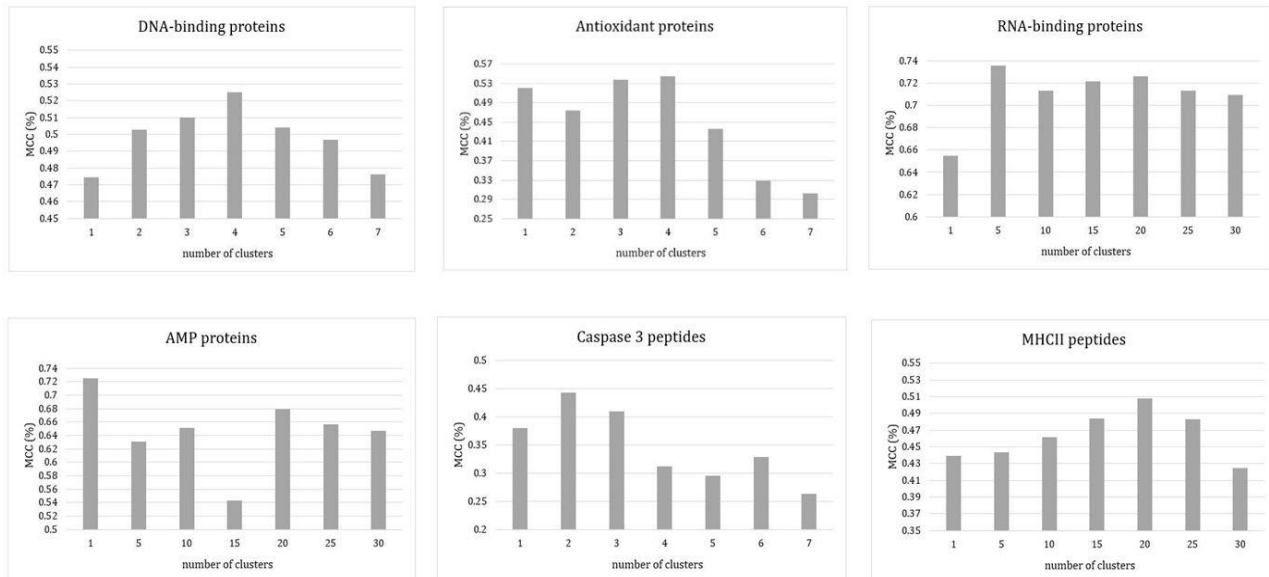 DNA-binding proteins
MCC (%)
0.55
0.54
0.53
0.52
0.51
0.5
0.49
0.48
0.47
0.46
0.45
1 2 3 4 5 6 7
number of clusters
Antioxidant proteins
MCC (%)
0.57
0.53
0.49
0.45
0.41
0.37
0.33
0.29
0.25
1 2 3 4 5 6 7
number of clusters
RNA-binding proteins
MCC (%)
0.74
0.72
0.7
0.68
0.66
0.64
0.62
0.6
1 5 10 15 20 25 30
number of clusters
AMP proteins
MCC (%)
0.74
0.72
0.7
0.68
0.66
0.64
0.62
0.6
0.58
0.56
0.54
0.52
0.5
1 5 10 15 20 25 30
number of clusters
Caspase 3 peptides
MCC (%)
0.5
0.45
0.4
0.35
0.3
0.25
0.2
1 2 3 4 5 6 7
number of clusters
MHCII peptides
MCC (%)
0.55
0.53
0.51
0.49
0.47
0.45
0.43
0.41
0.39
0.37
0.35
1 5 10 15 20 25 30
number of clusters